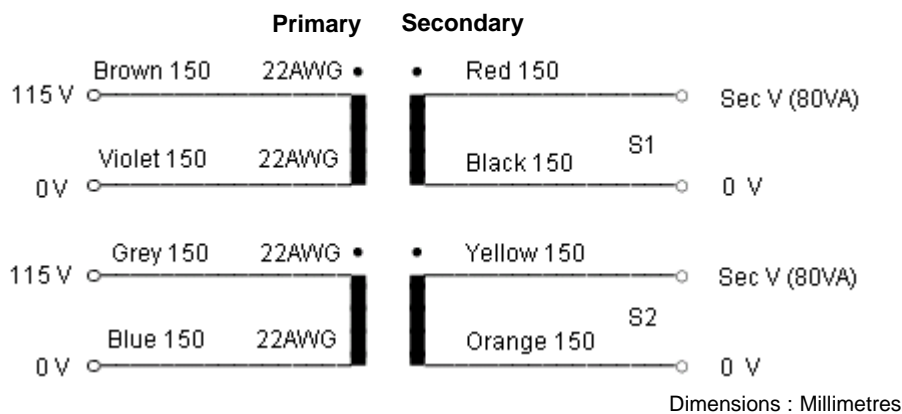 Primary Secondary
Brown 150 22AWG Red 150
115 V Sec V (80VA)
Violet 150 22AWG Black 150 S1
0 V 0 V
Grey 150 22AWG Yellow 150
115 V Sec V (80VA)
S2
Blue 150 22AWG Orange 150
0 V 0 V
Dimensions : Millimetres